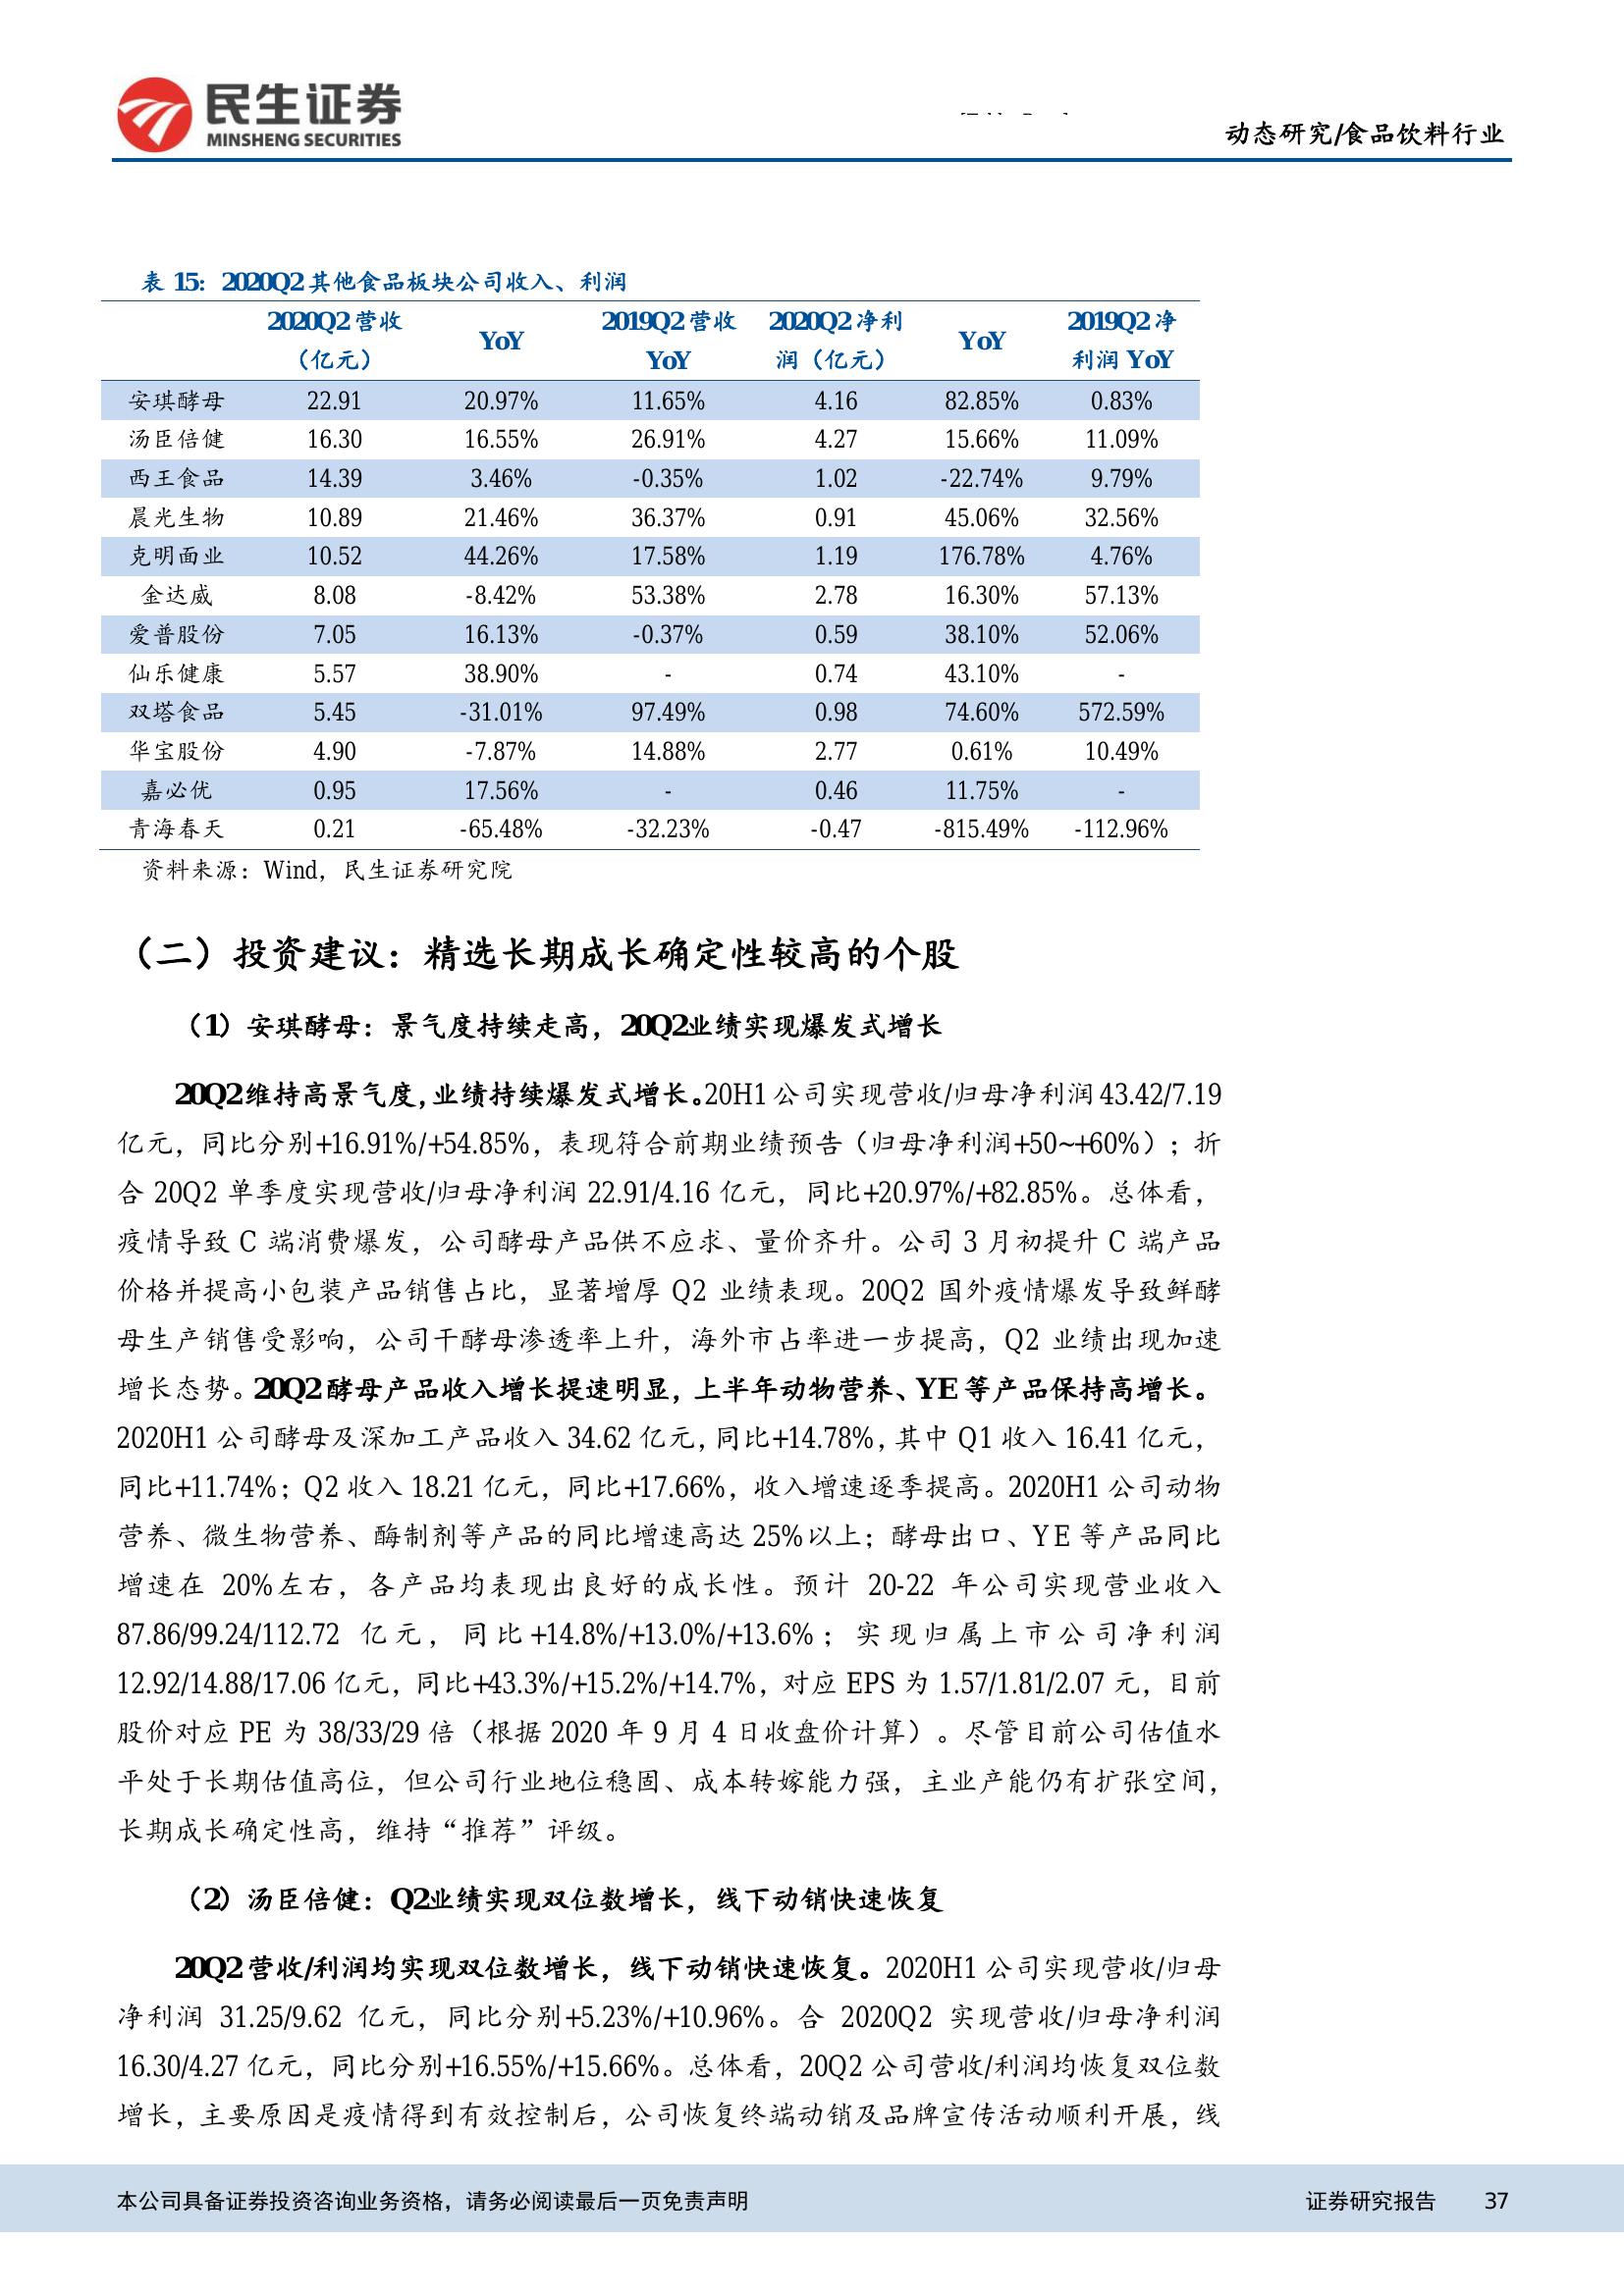 民生证券
MINSHENG SECURITIES
动态研究/食品饮料行业
表 15：2020Q2 其他食品板块公司收入、利润
2020Q2 营收（亿元） YoY 2019Q2 营收 YoY 2020Q2 净利润（亿元） YoY 2019Q2 净利润 YoY
安琪酵母 22.91 20.97% 11.65% 4.16 82.85% 0.83%
汤臣倍健 16.30 16.55% 26.91% 4.27 15.66% 11.09%
西王食品 14.39 3.46% -0.35% 1.02 -22.74% 9.79%
晨光生物 10.89 21.46% 36.37% 0.91 45.06% 32.56%
克明面业 10.52 44.26% 17.58% 1.19 176.78% 4.76%
金达威 8.08 -8.42% 53.38% 2.78 16.30% 57.13%
爱普股份 7.05 16.13% -0.37% 0.59 38.10% 52.06%
仙乐健康 5.57 38.90% - 0.74 43.10% -
双塔食品 5.45 -31.01% 97.49% 0.98 74.60% 572.59%
华宝股份 4.90 -7.87% 14.88% 2.77 0.61% 10.49%
嘉必优 0.95 17.56% - 0.46 11.75% -
青海春天 0.21 -65.48% -32.23% -0.47 -815.49% -112.96%
资料来源：Wind，民生证券研究院
（二）投资建议：精选长期成长确定性较高的个股
（1）安琪酵母：景气度持续走高，20Q2业绩实现爆发式增长
20Q2维持高景气度，业绩持续爆发式增长。20H1 公司实现营收/归母净利润 43.42/7.19
亿元，同比分别+16.91%/+54.85%，表现符合前期业绩预告（归母净利润+50~+60%）；折
合 20Q2 单季度实现营收/归母净利润 22.91/4.16 亿元，同比+20.97%/+82.85%。总体看，
疫情导致 C 端消费爆发，公司酵母产品供不应求、量价齐升。公司 3 月初提升 C 端产品
价格并提高小包装产品销售占比，显著增厚 Q2 业绩表现。20Q2 国外疫情爆发导致鲜酵
母生产销售受影响，公司干酵母渗透率上升，海外市占率进一步提高，Q2 业绩出现加速
增长态势。20Q2 酵母产品收入增长提速明显，上半年动物营养、YE 等产品保持高增长。
2020H1 公司酵母及深加工产品收入 34.62 亿元，同比+14.78%，其中 Q1 收入 16.41 亿元，
同比+11.74%；Q2 收入 18.21 亿元，同比+17.66%，收入增速逐季提高。2020H1 公司动物
营养、微生物营养、酶制剂等产品的同比增速高达 25%以上；酵母出口、YE 等产品同比
增速在 20%左右，各产品均表现出良好的成长性。预计 20-22 年公司实现营业收入
87.86/99.24/112.72 亿元，同比+14.8%/+13.0%/+13.6%；实现归属上市公司净利润
12.92/14.88/17.06 亿元，同比+43.3%/+15.2%/+14.7%，对应 EPS 为 1.57/1.81/2.07 元，目前
股价对应 PE 为 38/33/29 倍（根据 2020 年 9 月 4 日收盘价计算）。尽管目前公司估值水
平处于长期估值高位，但公司行业地位稳固、成本转嫁能力强，主业产能仍有扩张空间，
长期成长确定性高，维持“推荐”评级。
（2）汤臣倍健：Q2业绩实现双位数增长，线下动销快速恢复
20Q2 营收/利润均实现双位数增长，线下动销快速恢复。2020H1 公司实现营收/归母
净利润 31.25/9.62 亿元，同比分别+5.23%/+10.96%。合 2020Q2 实现营收/归母净利润
16.30/4.27 亿元，同比分别+16.55%/+15.66%。总体看，20Q2 公司营收/利润均恢复双位数
增长，主要原因是疫情得到有效控制后，公司恢复终端动销及品牌宣传活动顺利开展，线
本公司具备证券投资咨询业务资格，请务必阅读最后一页免责声明 证券研究报告 37